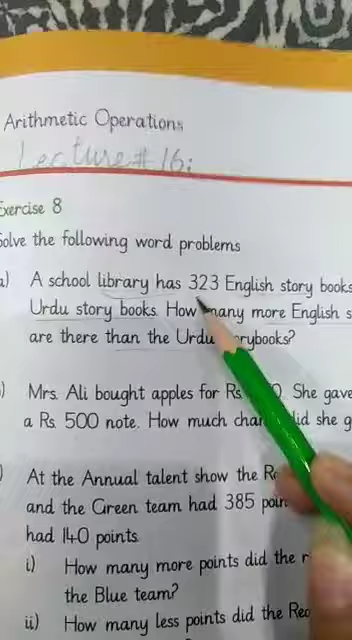 Arithmetic Operations
Lecture # 16:
Exercise 8
Solve the following word problems
a) A school library has 323 English story books
Urdu story books. How many more English
are there than the Urdu storybooks?
Mrs. Ali bought apples for Rs. She gave
a Rs. 500 note. How much did she
At the Annual talent show the
and the Green team had 385
had 140 points
i) How many more points did the
the Blue team?
ii) How many less points did the Red